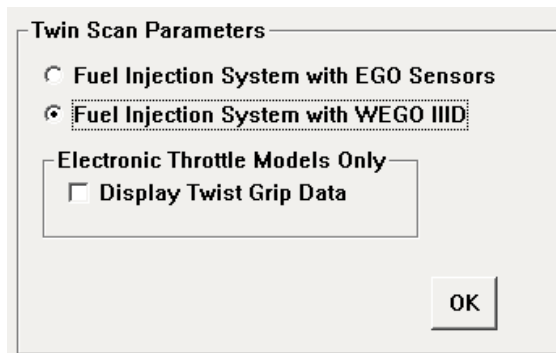 Twin Scan Parameters
Fuel Injection System with EGO Sensors
Fuel Injection System with WEGO IIID
Electronic Throttle Models Only
Display Twist Grip Data
OK